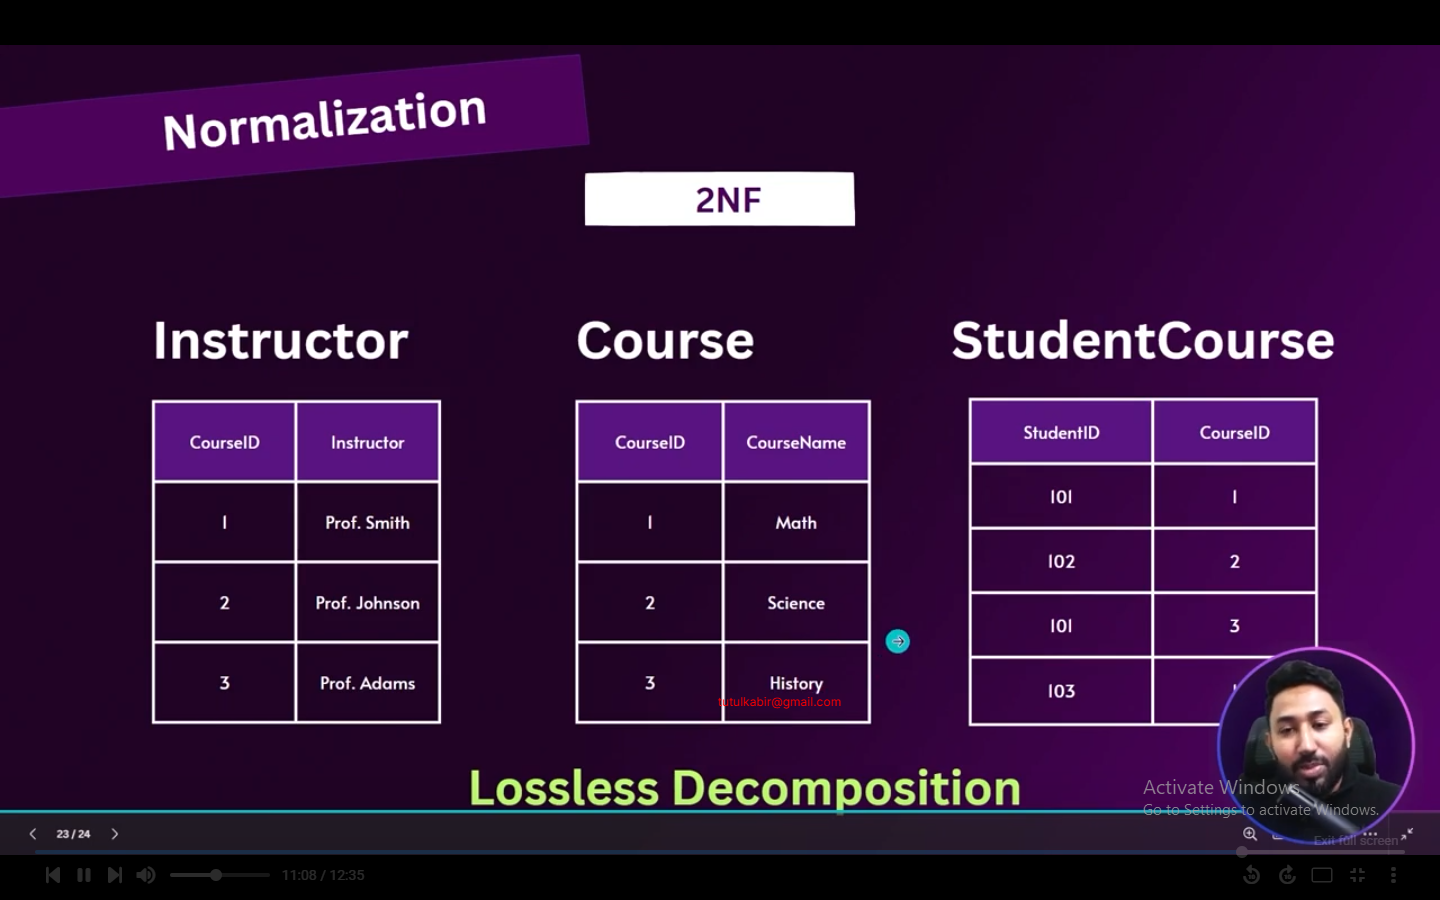 Normalization
2NF
Instructor
CourseID Instructor
1 Prof. Smith
2 Prof. Johnson
3 Prof. Adams
Course
CourseID CourseName
1 Math
2 Science
3 History
tutulkabir@gmail.com
StudentCourse
StudentID CourseID
101 1
102 2
101 3
103
Lossless Decomposition
Activate Windows
Go to Settings to activate Windows.
23 / 24
Exit full screen
11:08 / 12:35